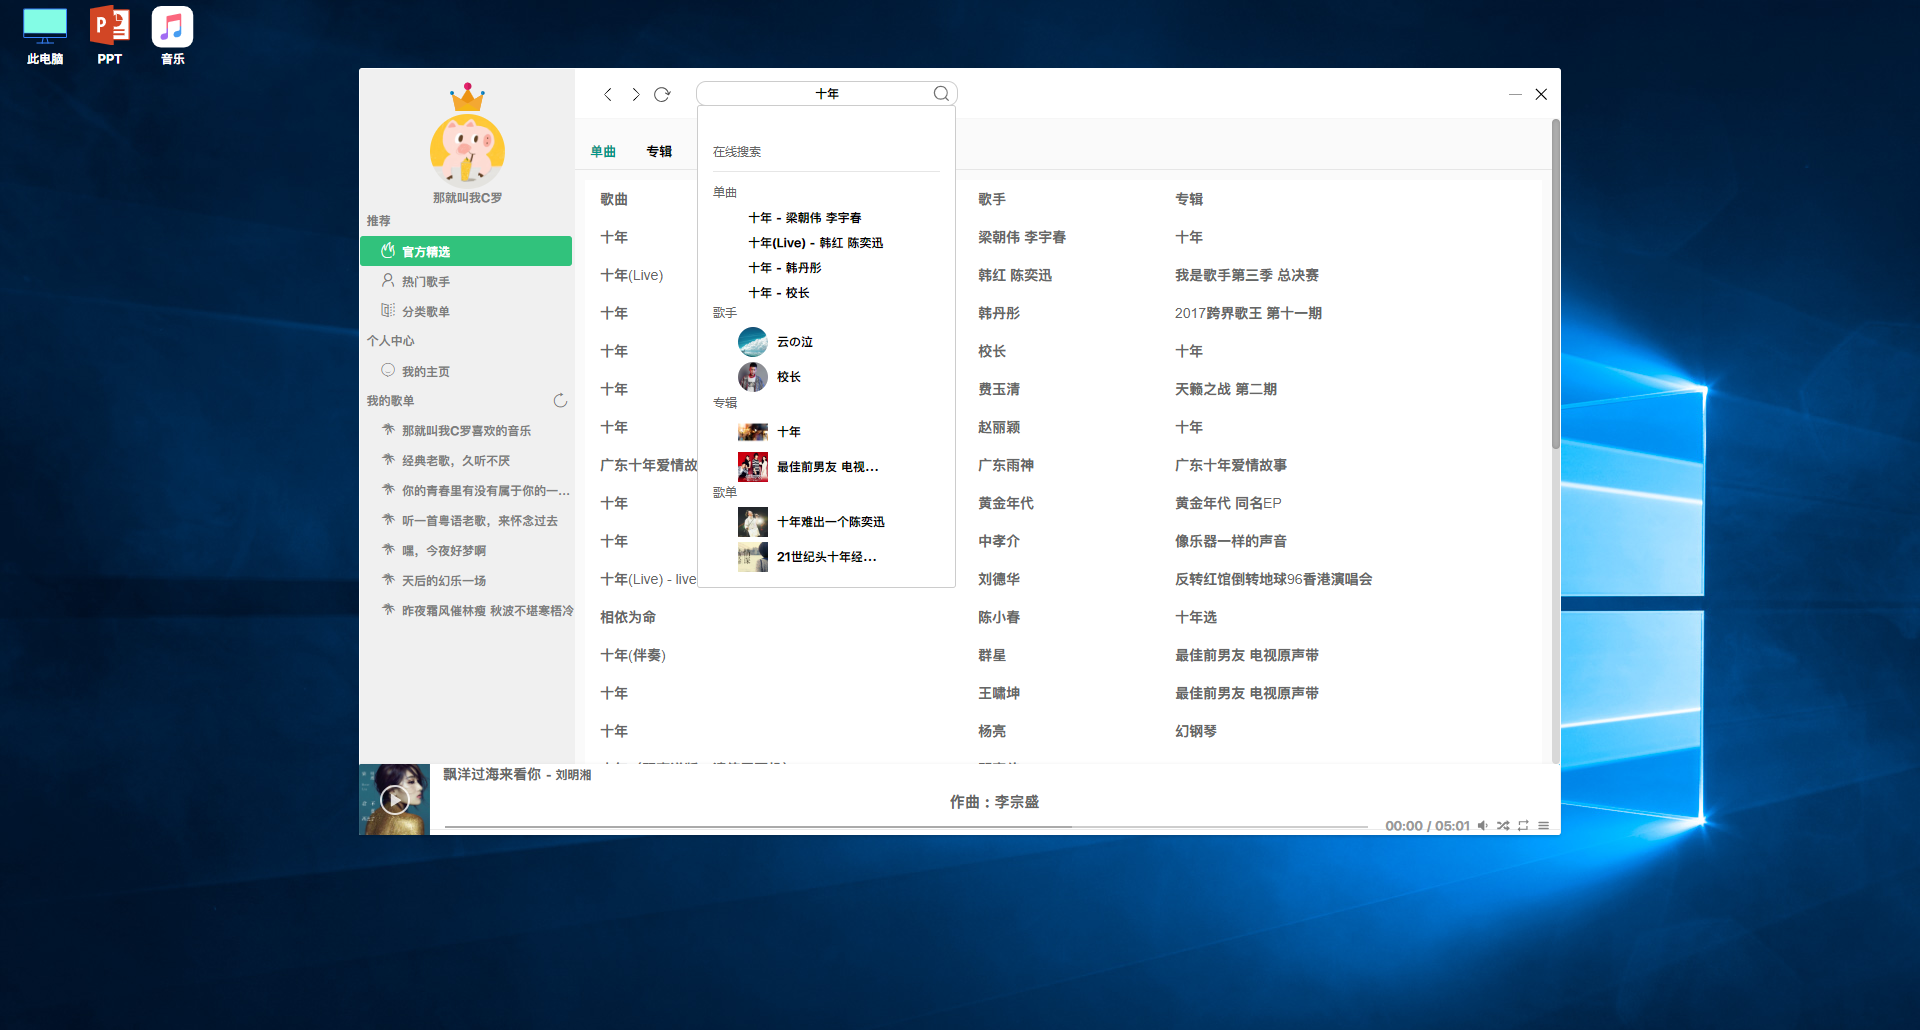 此电脑
PPT
音乐
十年
那就叫我C罗
推荐
官方精选
热门歌手
分类歌单
个人中心
我的主页
我的歌单
那就叫我C罗喜欢的音乐
经典老歌，久听不厌
你的青春里有没有属于你的一...
听一首粤语老歌，来怀念过去
嘿，今夜好梦啊
天后的幻乐一场
昨夜霜风催林瘦 秋波不堪寒梧冷
单曲 专辑
在线搜索
单曲
十年 - 梁朝伟 李宇春
十年(Live) - 韩红 陈奕迅
十年 - 韩丹彤
十年 - 校长
歌手
云の泣
校长
专辑
十年
最佳前男友 电视...
歌单
十年难出一个陈奕迅
21世纪头十年经...
歌曲 歌手 专辑
十年 梁朝伟 李宇春 十年
十年(Live) 韩红 陈奕迅 我是歌手第三季 总决赛
十年 韩丹彤 2017跨界歌王 第十一期
十年 校长 十年
十年 费玉清 天籁之战 第二期
十年 赵丽颖 十年
广东十年爱情故 广东雨神 广东十年爱情故事
十年 黄金年代 黄金年代 同名EP
十年 中孝介 像乐器一样的声音
十年(Live) - live 刘德华 反转红馆倒转地球96香港演唱会
相依为命 陈小春 十年选
十年(伴奏) 群星 最佳前男友 电视原声带
十年 王啸坤 最佳前男友 电视原声带
十年 杨亮 幻钢琴
飘洋过海来看你 - 刘明湘
作曲：李宗盛
00:00 / 05:01